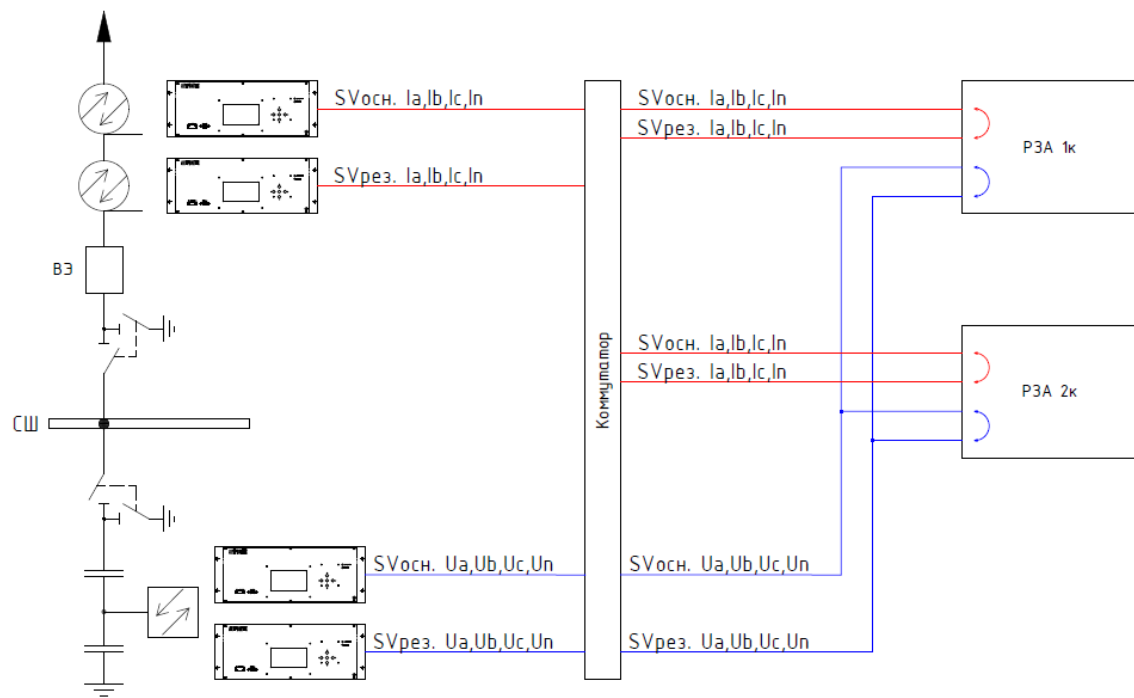 SVосн. Ia,Ib,Ic,In
SVрез. Ia,Ib,Ic,In
ВЭ
СШ
SVосн. Ua,Ub,Uc,Un
SVрез. Ua,Ub,Uc,Un
Коммутатор
SVосн. Ia,Ib,Ic,In
SVрез. Ia,Ib,Ic,In
SVосн. Ia,Ib,Ic,In
SVрез. Ia,Ib,Ic,In
SVосн. Ua,Ub,Uc,Un
SVрез. Ua,Ub,Uc,Un
РЗА 1к
РЗА 2к